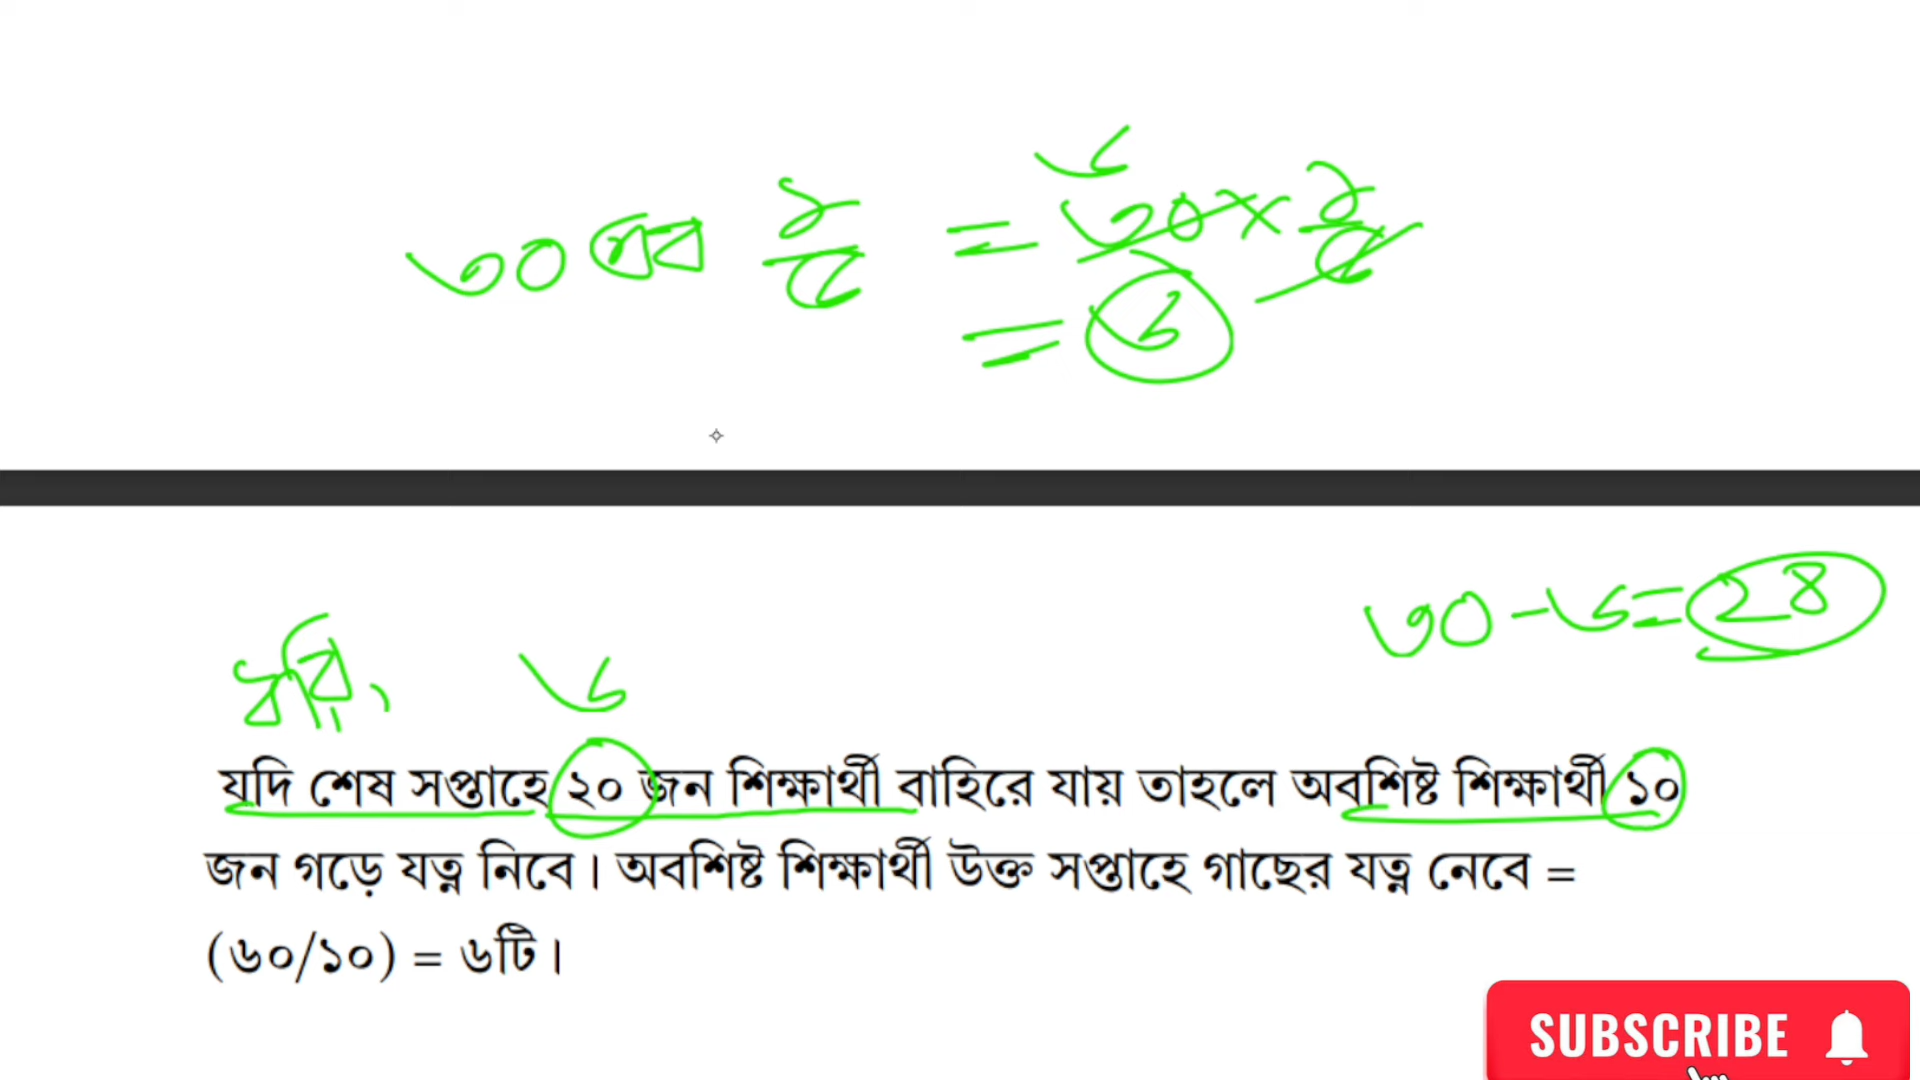 ৬
৩০ এর ১/৫ = ৩০ × ১/৫
= ৬
৩০ - ৬ = ২৪
ধরি, ৬
যদি শেষ সপ্তাহে ২০ জন শিক্ষার্থী বাহিরে যায় তাহলে অবশিষ্ট শিক্ষার্থী ১০
জন গড়ে যত্ন নিবে। অবশিষ্ট শিক্ষার্থী উক্ত সপ্তাহে গাছের যত্ন নেবে =
(৬০/১০) = ৬টি।
SUBSCRIBE